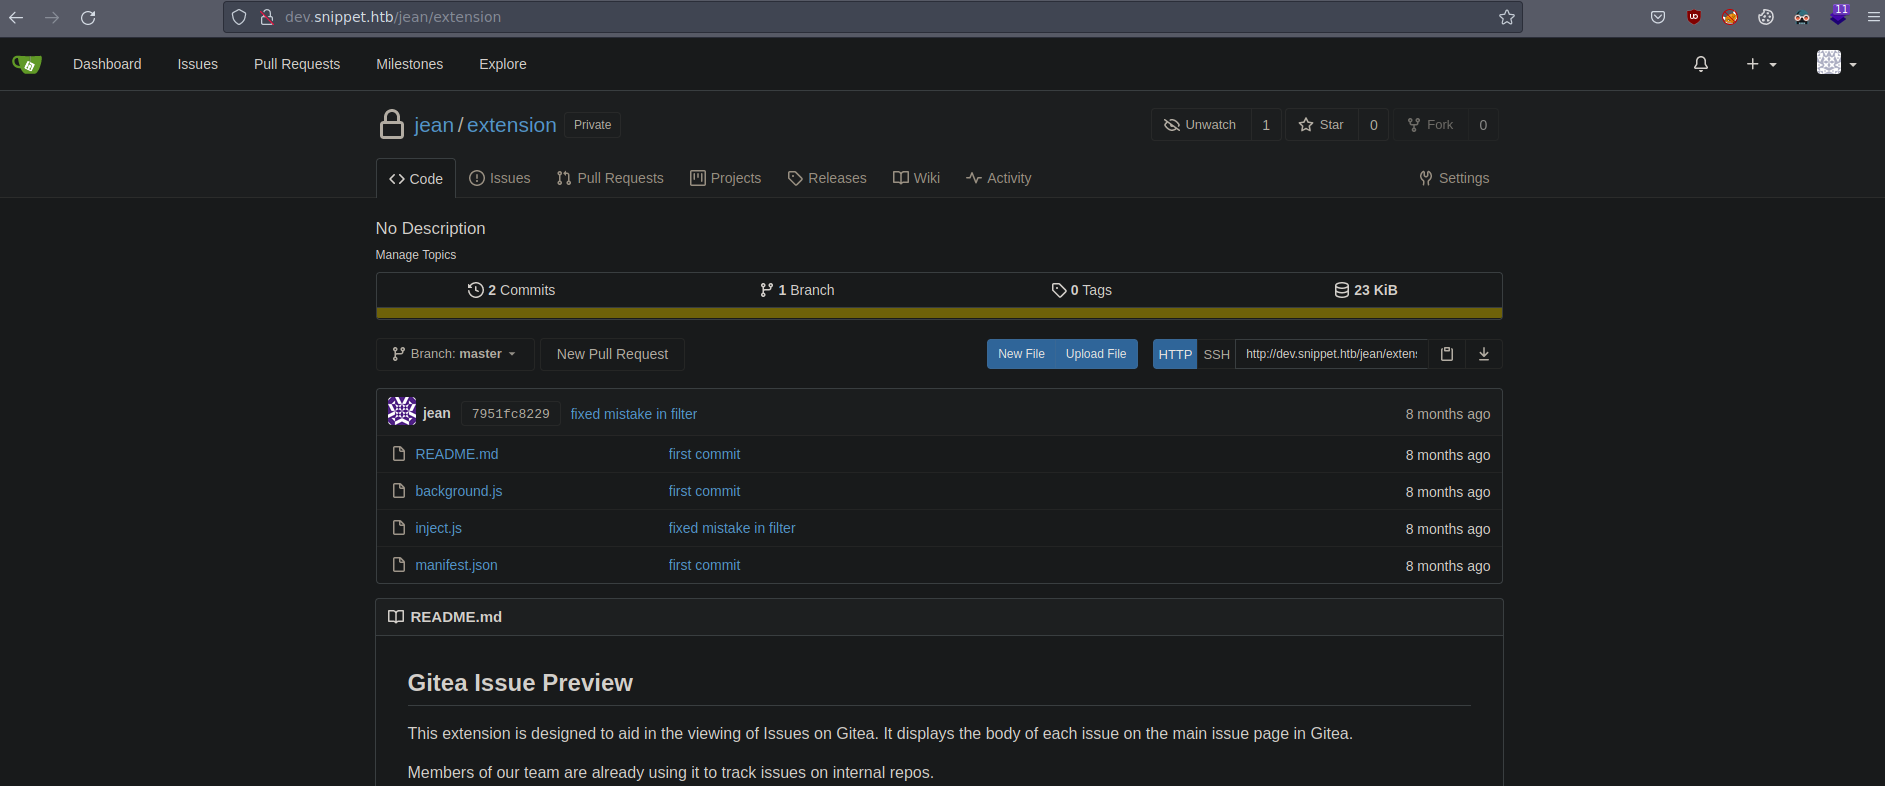 dev.snippet.htb/jean/extension
11
Dashboard Issues Pull Requests Milestones Explore
jean/extension Private Unwatch 1 Star 0 Fork 0
Code Issues Pull Requests Projects Releases Wiki Activity Settings
No Description
Manage Topics
2 Commits 1 Branch 0 Tags 23 KiB
Branch: master New Pull Request New File Upload File HTTP SSH http://dev.snippet.htb/jean/exten
jean 7951fc8229 fixed mistake in filter 8 months ago
README.md first commit 8 months ago
background.js first commit 8 months ago
inject.js fixed mistake in filter 8 months ago
manifest.json first commit 8 months ago
README.md
Gitea Issue Preview
This extension is designed to aid in the viewing of Issues on Gitea. It displays the body of each issue on the main issue page in Gitea.
Members of our team are already using it to track issues on internal repos.